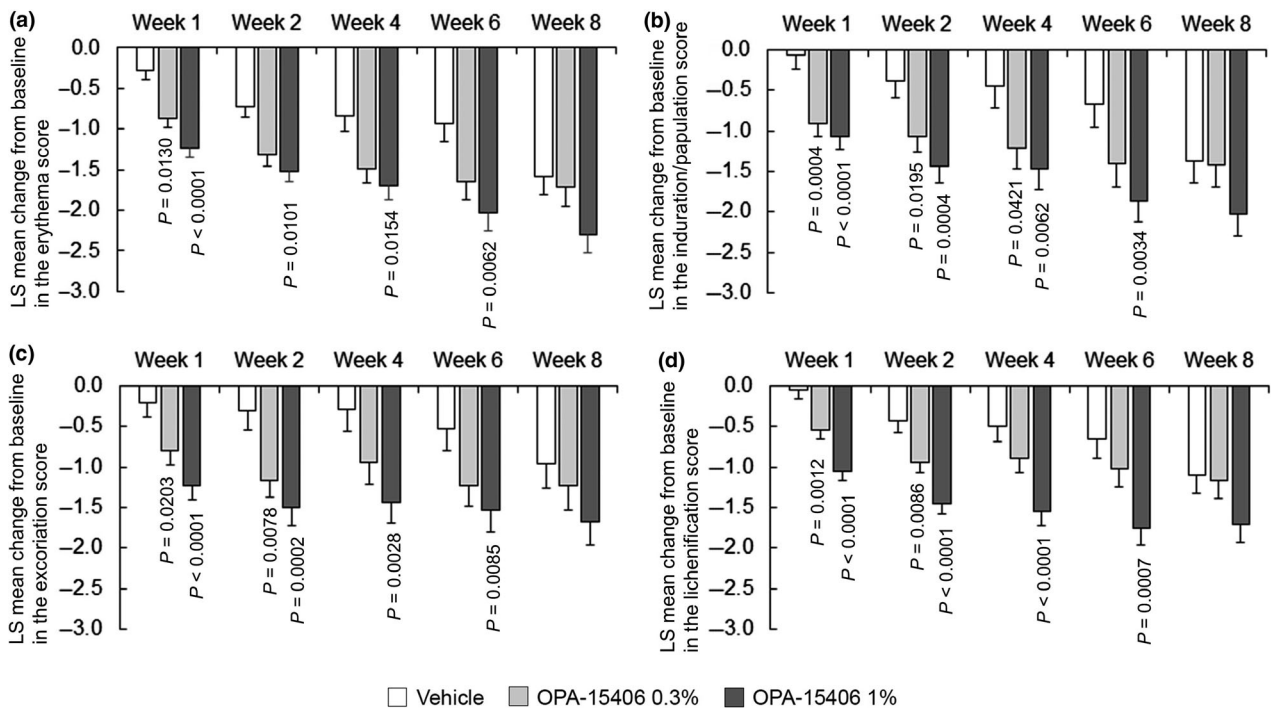 (a)
Week 1 Week 2 Week 4 Week 6 Week 8
LS mean change from baseline
in the erythema score
0.0
–0.5
–1.0
–1.5
–2.0
–2.5
–3.0
P = 0.0130
P < 0.0001
P = 0.0101
P = 0.0154
P = 0.0062
(b)
Week 1 Week 2 Week 4 Week 6 Week 8
LS mean change from baseline
in the induration/papulation score
0.0
–0.5
–1.0
–1.5
–2.0
–2.5
–3.0
P = 0.0004
P < 0.0001
P = 0.0195
P = 0.0004
P = 0.0421
P = 0.0062
P = 0.0034
(c)
Week 1 Week 2 Week 4 Week 6 Week 8
LS mean change from baseline
in the excoriation score
0.0
–0.5
–1.0
–1.5
–2.0
–2.5
–3.0
P = 0.0203
P < 0.0001
P = 0.0078
P = 0.0002
P = 0.0028
P = 0.0085
(d)
Week 1 Week 2 Week 4 Week 6 Week 8
LS mean change from baseline
in the lichenification score
0.0
–0.5
–1.0
–1.5
–2.0
–2.5
–3.0
P = 0.0012
P < 0.0001
P = 0.0086
P < 0.0001
P < 0.0001
P = 0.0007
Vehicle OPA-15406 0.3% OPA-15406 1%